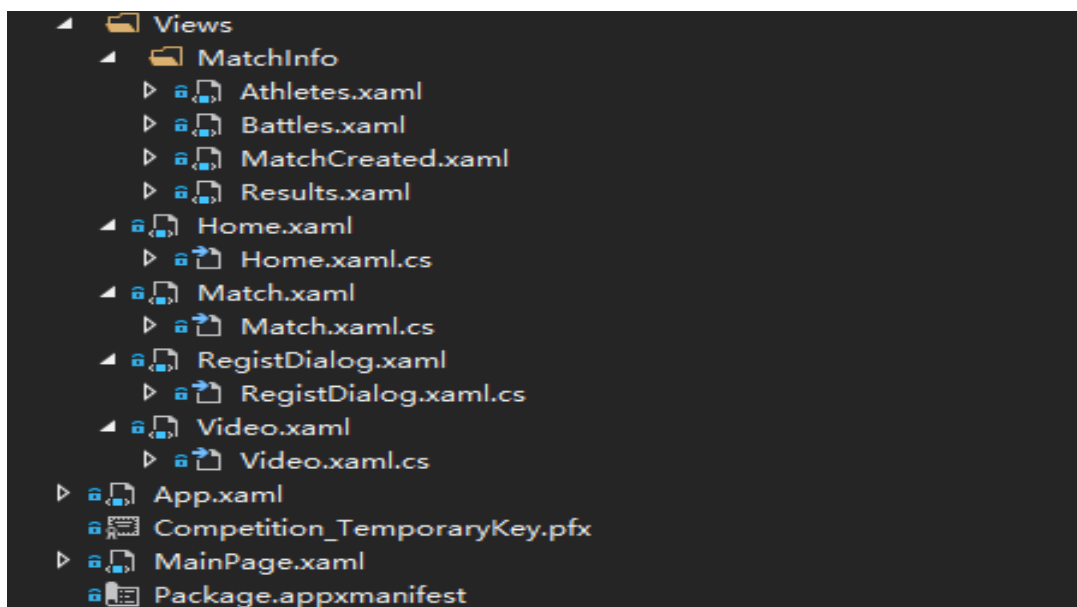 Views
MatchInfo
Athletes.xaml
Battles.xaml
MatchCreated.xaml
Results.xaml
Home.xaml
Home.xaml.cs
Match.xaml
Match.xaml.cs
RegistDialog.xaml
RegistDialog.xaml.cs
Video.xaml
Video.xaml.cs
App.xaml
Competition_TemporaryKey.pfx
MainPage.xaml
Package.appxmanifest